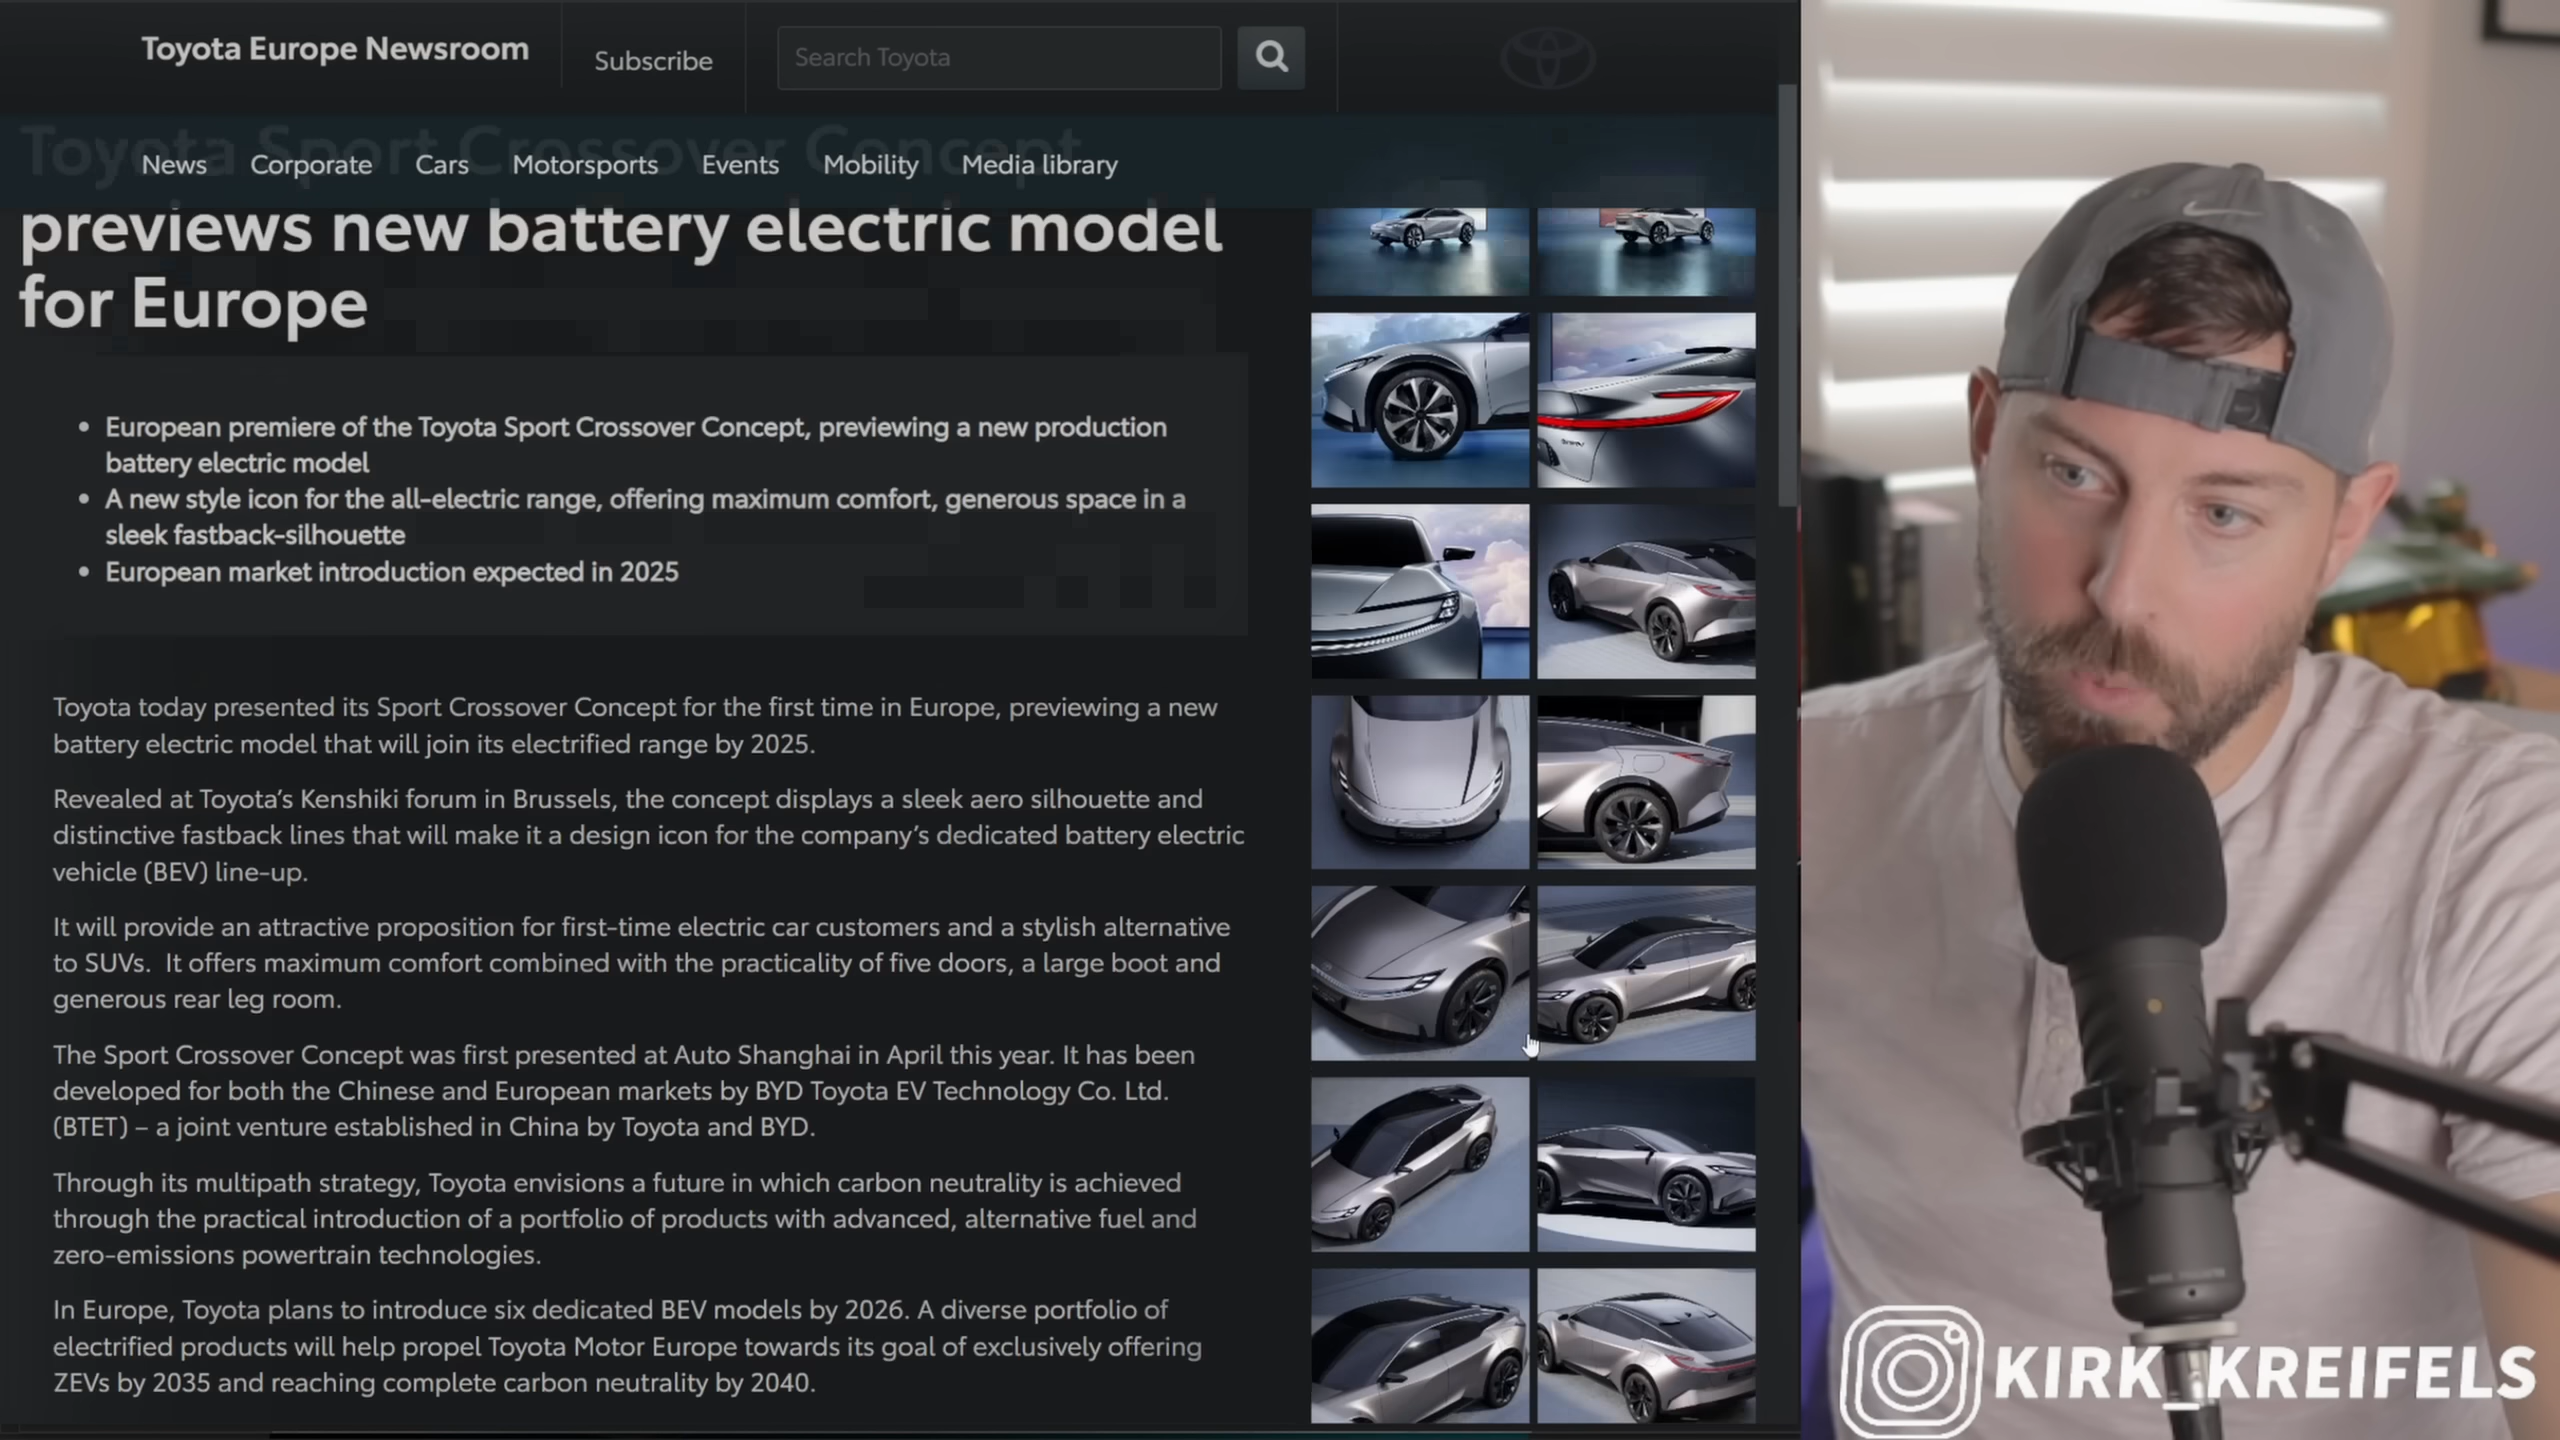 Toyota Europe Newsroom
Subscribe
Search Toyota
Toyota Sport Crossover Concept
News Corporate Cars Motorsports Events Mobility Media library
previews new battery electric model
for Europe
• European premiere of the Toyota Sport Crossover Concept, previewing a new production
battery electric model
• A new style icon for the all-electric range, offering maximum comfort, generous space in a
sleek fastback-silhouette
• European market introduction expected in 2025
Toyota today presented its Sport Crossover Concept for the first time in Europe, previewing a new
battery electric model that will join its electrified range by 2025.
Revealed at Toyota’s Kenshiki forum in Brussels, the concept displays a sleek aero silhouette and
distinctive fastback lines that will make it a design icon for the company’s dedicated battery electric
vehicle (BEV) line-up.
It will provide an attractive proposition for first-time electric car customers and a stylish alternative
to SUVs. It offers maximum comfort combined with the practicality of five doors, a large boot and
generous rear leg room.
The Sport Crossover Concept was first presented at Auto Shanghai in April this year. It has been
developed for both the Chinese and European markets by BYD Toyota EV Technology Co. Ltd.
(BTET) – a joint venture established in China by Toyota and BYD.
Through its multipath strategy, Toyota envisions a future in which carbon neutrality is achieved
through the practical introduction of a portfolio of products with advanced, alternative fuel and
zero-emissions powertrain technologies.
In Europe, Toyota plans to introduce six dedicated BEV models by 2026. A diverse portfolio of
electrified products will help propel Toyota Motor Europe towards its goal of exclusively offering
ZEVs by 2035 and reaching complete carbon neutrality by 2040.
KIRK_KREIFELS